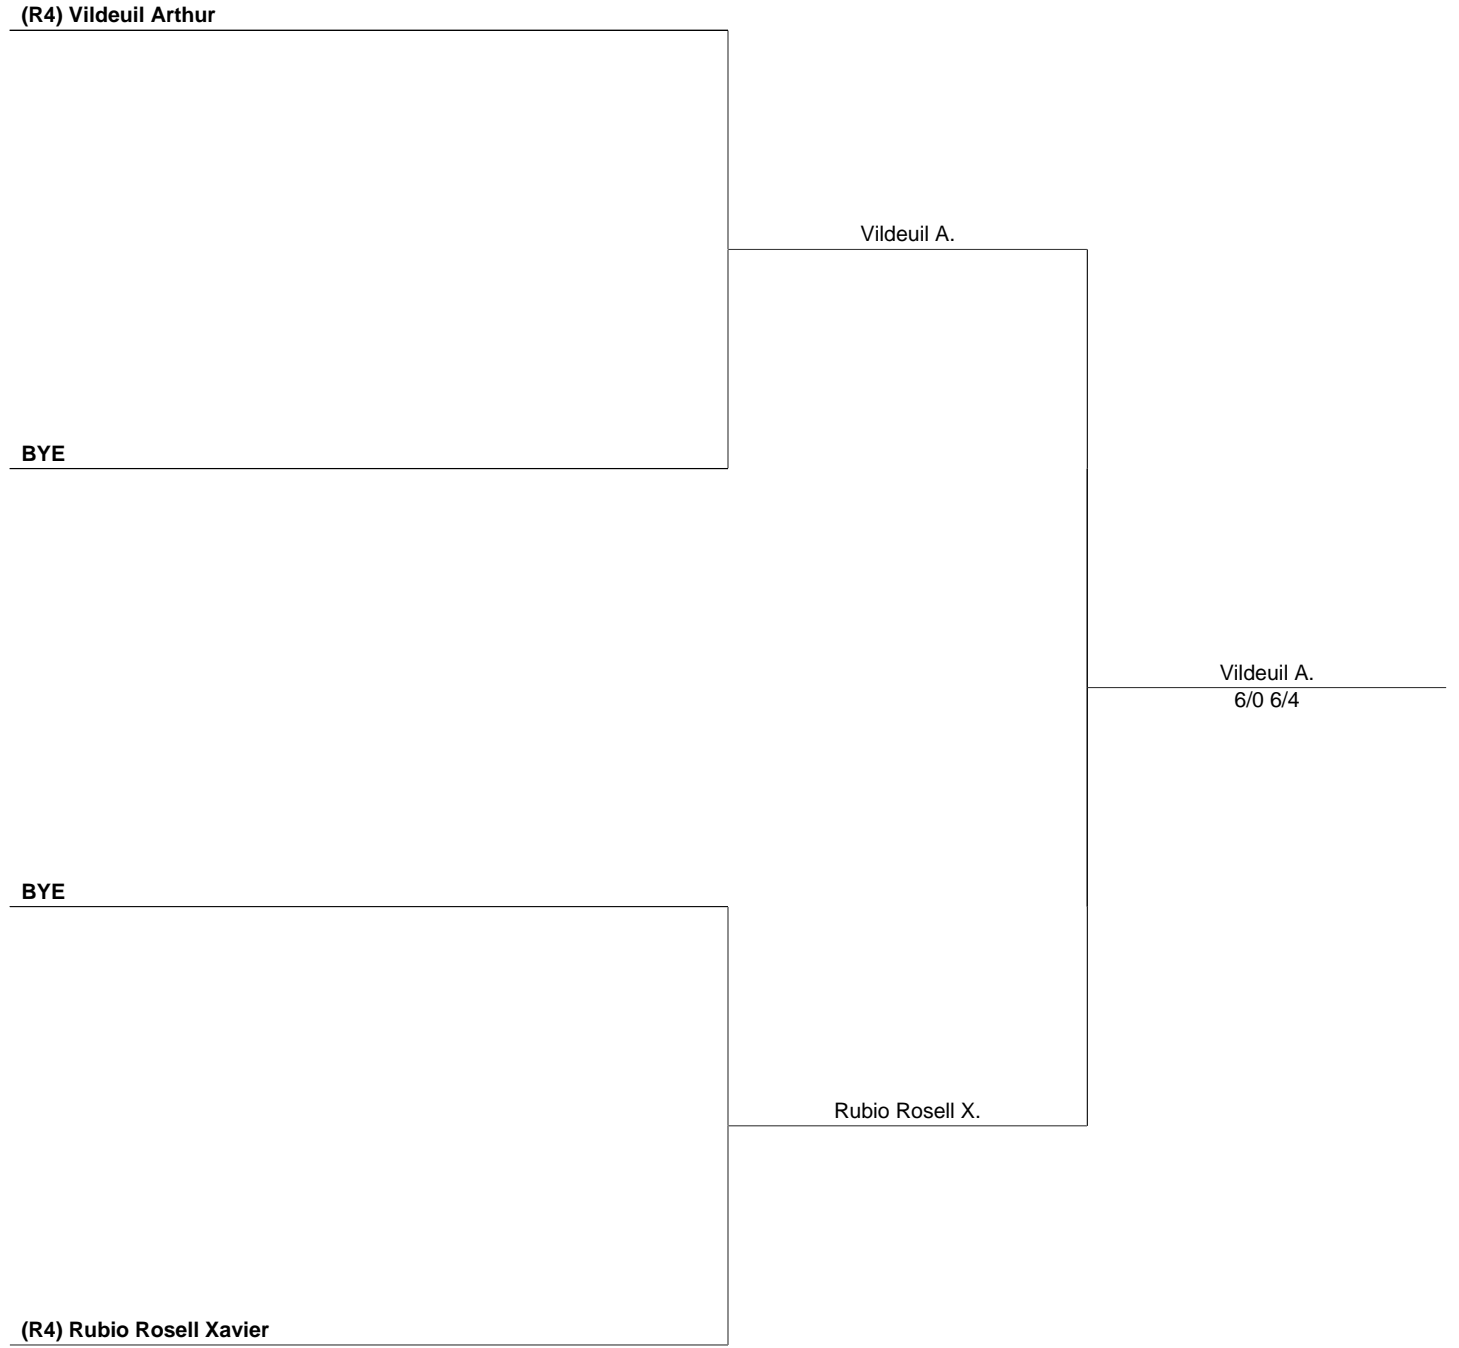 (R4) Vildeuil Arthur
Vildeuil A.
BYE
Vildeuil A.
6/0 6/4
BYE
Rubio Rosell X.
(R4) Rubio Rosell Xavier